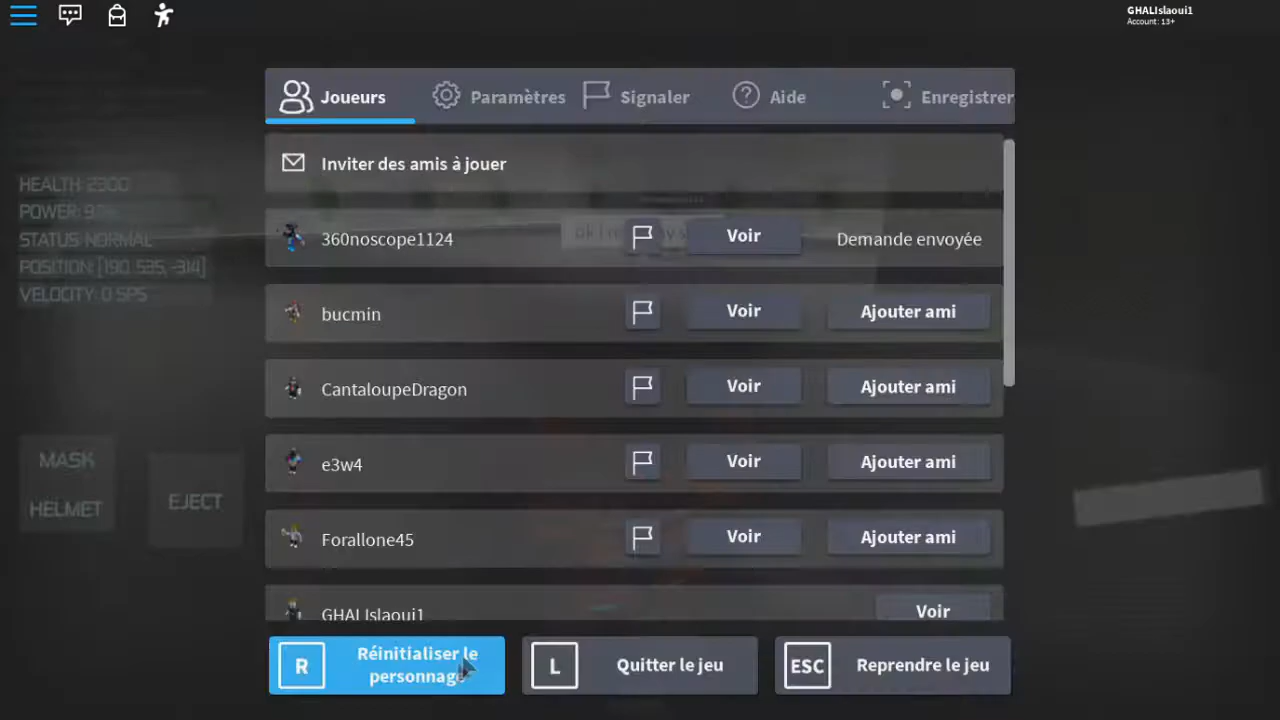 GHALIslaoui1
Account: 13+
Joueurs
Paramètres
Signaler
Aide
Enregistrer
Inviter des amis à jouer
HEALTH: 2300
POWER:
STATUS: NORMAL
POSITION: [190, 535, -314]
VELOCITY: 0 SPS
360noscope1124
Voir
Demande envoyée
bucmin
Voir
Ajouter ami
CantaloupeDragon
Voir
Ajouter ami
e3w4
Voir
Ajouter ami
Forallone45
Voir
Ajouter ami
GHALIslaoui1
Voir
MASK
HELMET
EJECT
R
Réinitialiser le
personnage
L
Quitter le jeu
ESC
Reprendre le jeu